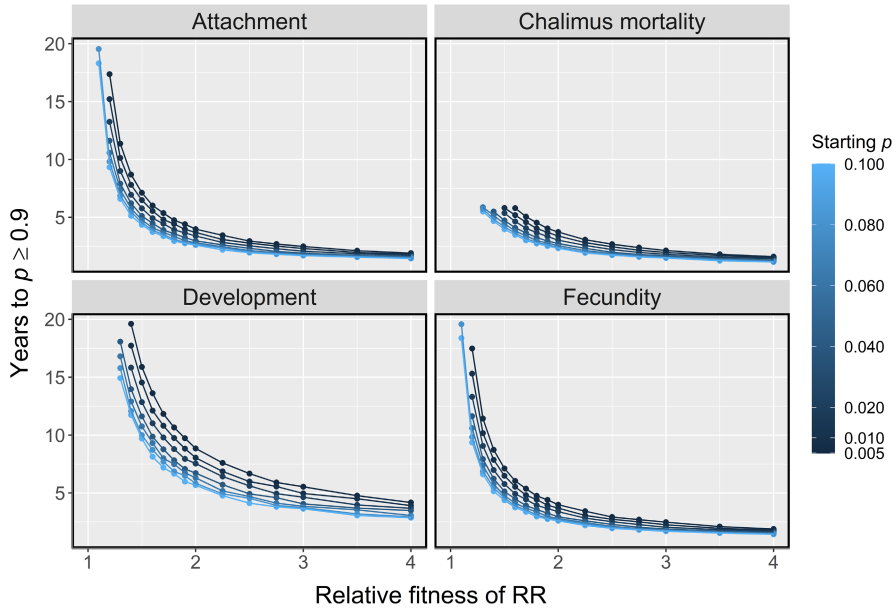 Attachment
Chalimus mortality
20
15
10
5
Development
Fecundity
20
15
10
5
1 2 3 4
1 2 3 4
Relative fitness of RR
Years to p ≥ 0.9
Starting p
0.100
0.080
0.060
0.040
0.020
0.010
0.005